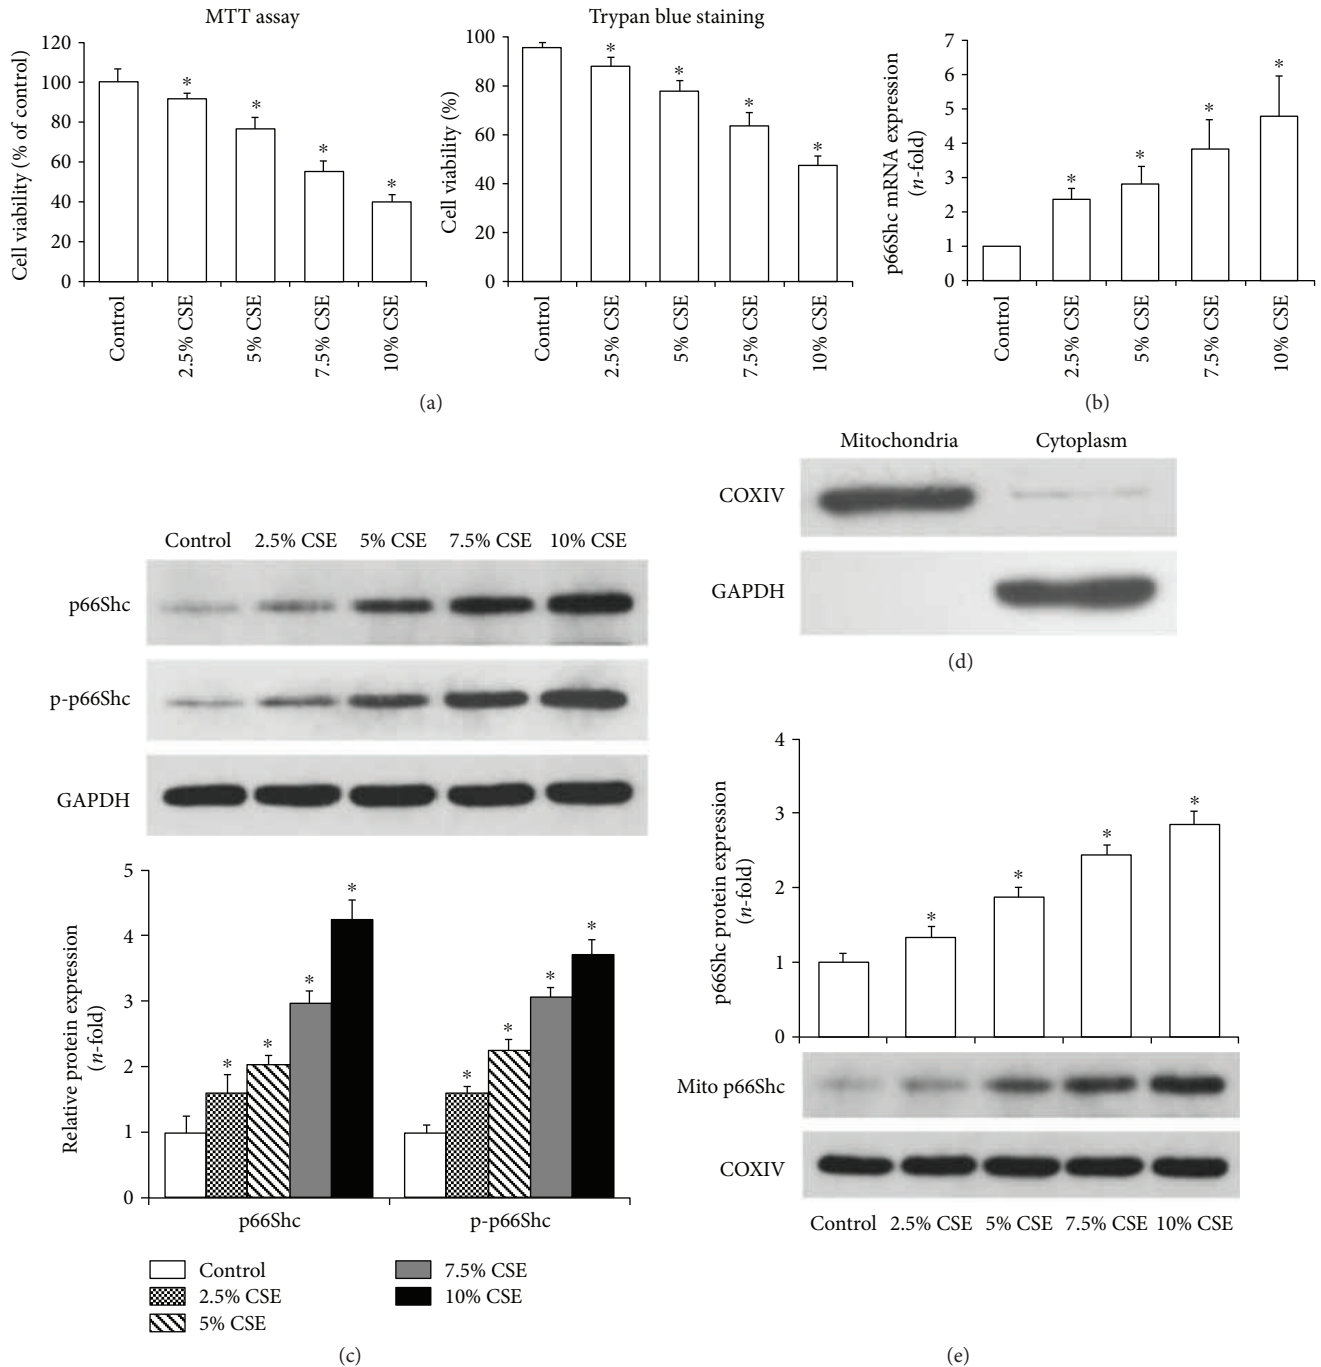 MTT assay
Cell viability (% of control)
120
100
80
60
40
20
0
* * * *
Control
2.5% CSE
5% CSE
7.5% CSE
10% CSE
Trypan blue staining
Cell viability (%)
100
80
60
40
20
0
* * * *
Control
2.5% CSE
5% CSE
7.5% CSE
10% CSE
(a)
p66Shc mRNA expression
(n-fold)
7
6
5
4
3
2
1
0
* * * *
Control
2.5% CSE
5% CSE
7.5% CSE
10% CSE
(b)
Control 2.5% CSE 5% CSE 7.5% CSE 10% CSE
p66Shc
p-p66Shc
GAPDH
Relative protein expression
(n-fold)
5
4
3
2
1
0
* * * *
* * * *
p66Shc p-p66Shc
Control
2.5% CSE
5% CSE
7.5% CSE
10% CSE
(c)
Mitochondria Cytoplasm
COXIV
GAPDH
(d)
p66Shc protein expression
(n-fold)
4
3
2
1
0
* * * *
Mito p66Shc
COXIV
Control 2.5% CSE 5% CSE 7.5% CSE 10% CSE
(e)